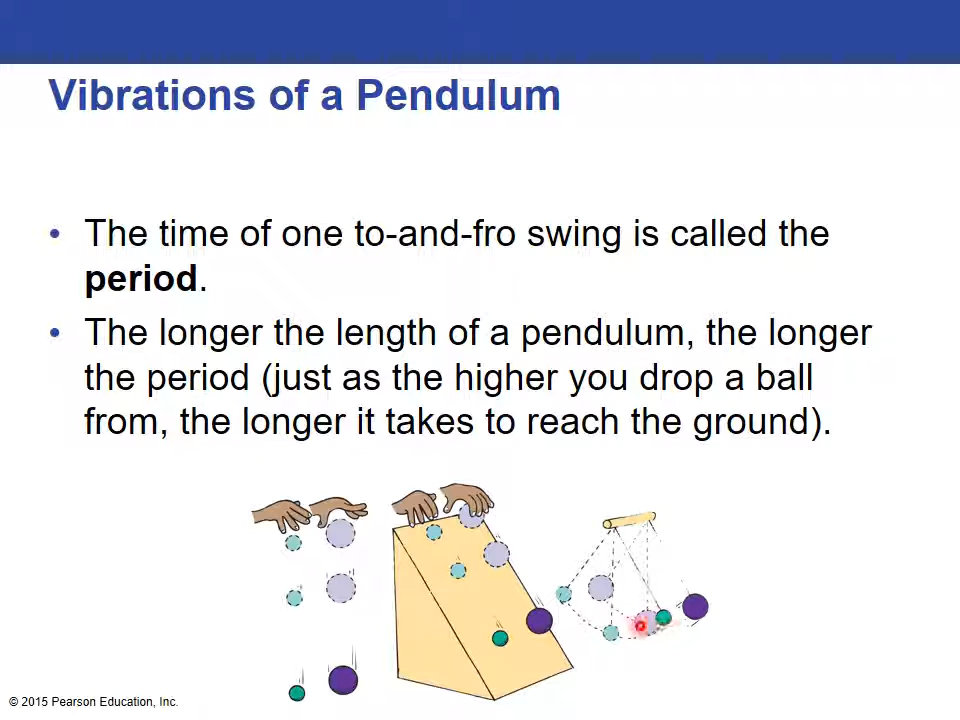 Vibrations of a Pendulum
• The time of one to-and-fro swing is called the
period.
• The longer the length of a pendulum, the longer
the period (just as the higher you drop a ball
from, the longer it takes to reach the ground).
© 2015 Pearson Education, Inc.